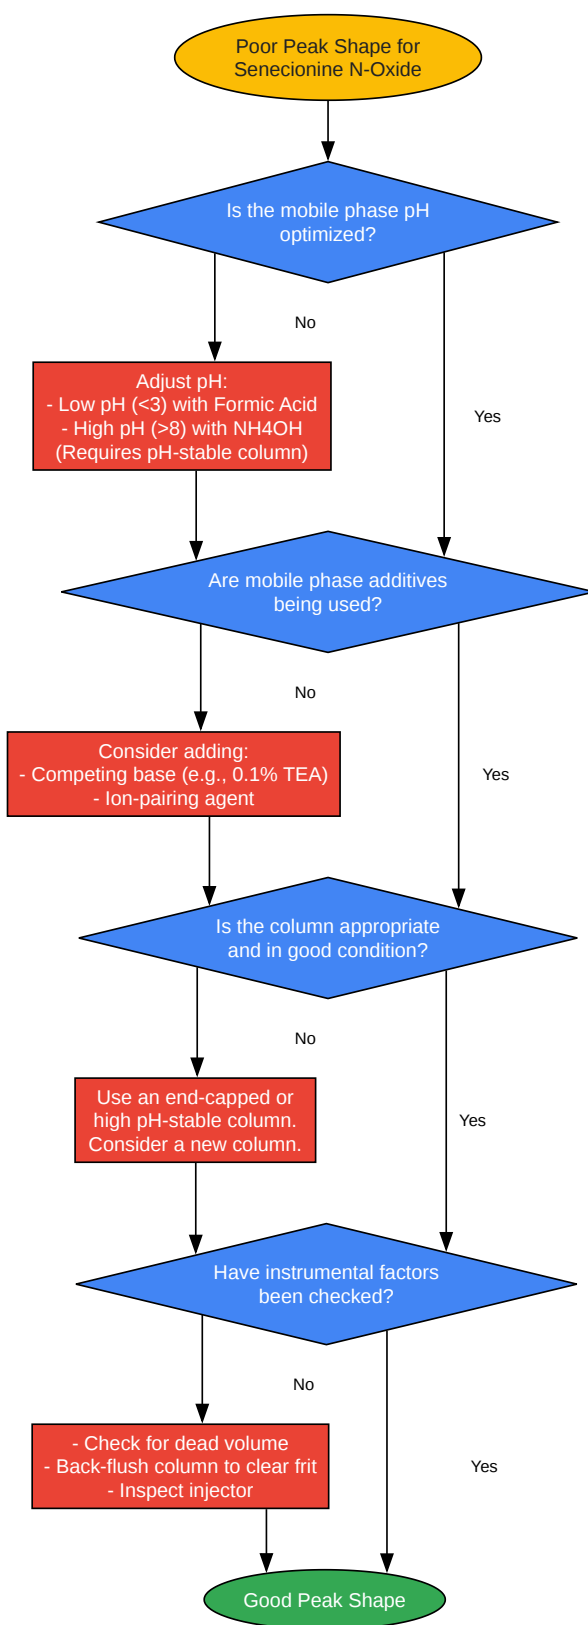 Poor Peak Shape for
Senecionine N-Oxide
Is the mobile phase pH
optimized?
No
Adjust pH:
- Low pH (<3) with Formic Acid
- High pH (>8) with NH4OH
(Requires pH-stable column)
Yes
Are mobile phase additives
being used?
No
Consider adding:
- Competing base (e.g., 0.1% TEA)
- Ion-pairing agent
Yes
Is the column appropriate
and in good condition?
No
Use an end-capped or
high pH-stable column.
Consider a new column.
Yes
Have instrumental factors
been checked?
No
- Check for dead volume
- Back-flush column to clear frit
- Inspect injector
Yes
Good Peak Shape